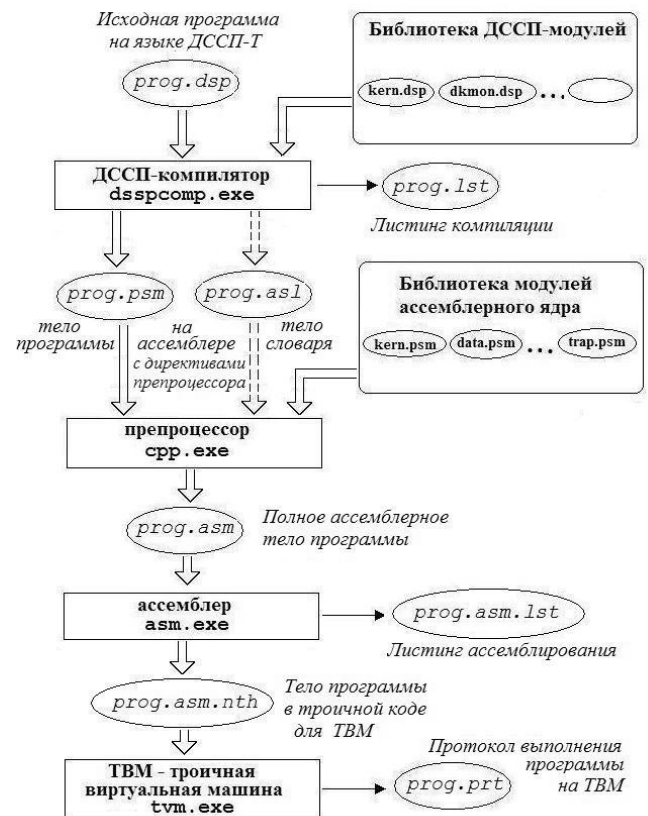 Исходная программа
на языке ДССП-Т
prog.dsp
Библиотека ДССП-модулей
kern.dsp dkmon.dsp ...
ДССП-компилятор
dsspcomp.exe
prog.lst
Листинг компиляции
prog.psm prog.asl
тело
программы
на
ассемблере
с директивами
препроцессора
тело
словаря
Библиотека модулей
ассемблерного ядра
kern.psm data.psm ... trap.psm
препроцессор
cpp.exe
prog.asm
Полное ассемблерное
тело программы
ассемблер
asm.exe
prog.asm.lst
Листинг ассемблирования
prog.asm.nth
Тело программы
в троичной коде
для ТВМ
ТВМ - троичная
виртуальная машина
tvm.exe
prog.prt
Протокол выполнения
программы
на ТВМ